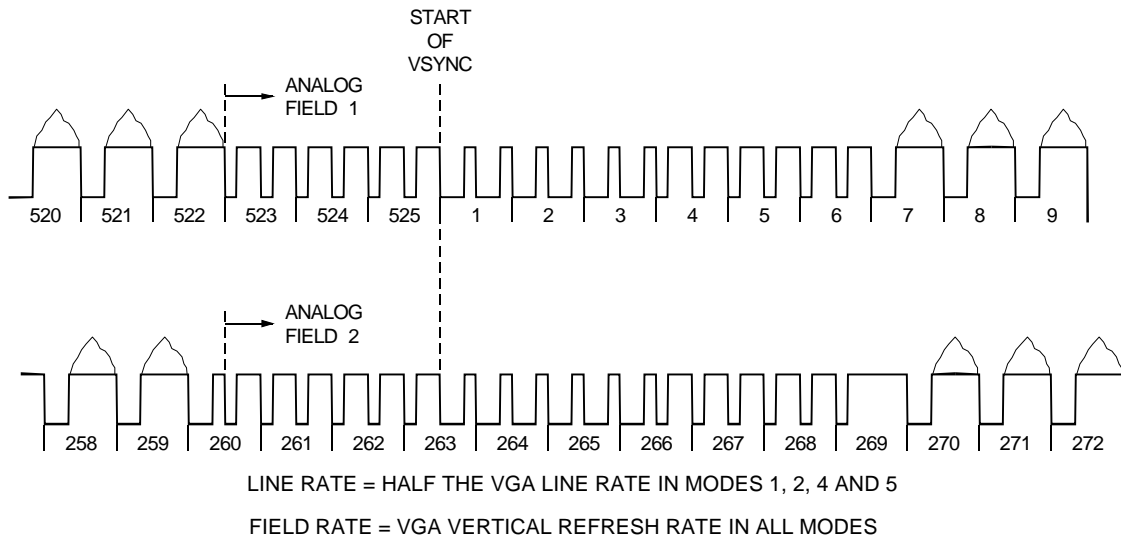 START
OF
VSYNC
ANALOG
FIELD 1
520 521 522 523 524 525 1 2 3 4 5 6 7 8 9
ANALOG
FIELD 2
258 259 260 261 262 263 264 265 266 267 268 269 270 271 272
LINE RATE = HALF THE VGA LINE RATE IN MODES 1, 2, 4 AND 5
FIELD RATE = VGA VERTICAL REFRESH RATE IN ALL MODES